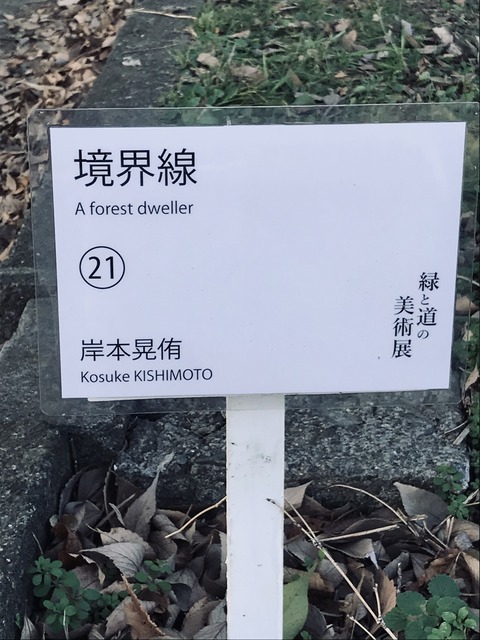 境界線
A forest dweller
㉑
岸本晃侑
Kosuke KISHIMOTO
緑と道の
美術展